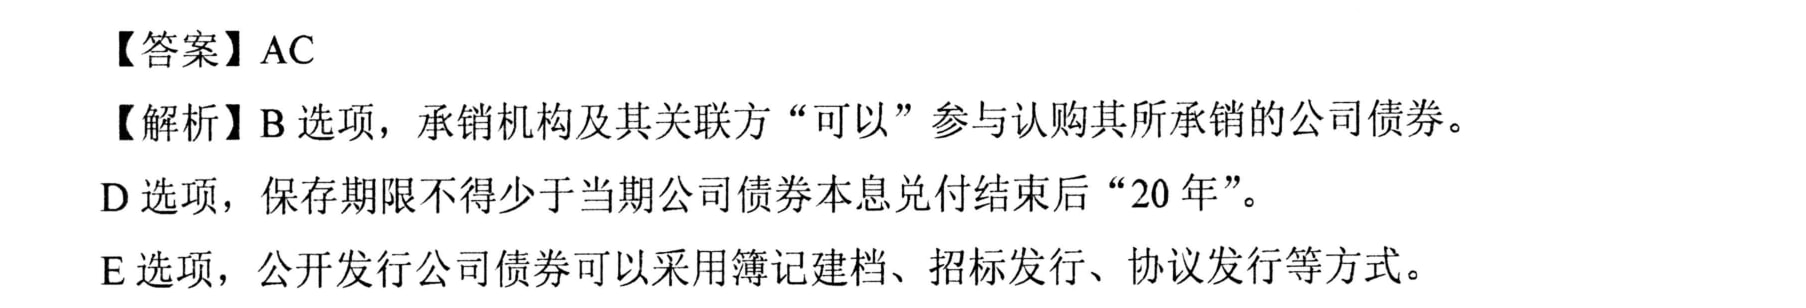 【答案】AC
【解析】B 选项，承销机构及其关联方“可以”参与认购其所承销的公司债券。
D 选项，保存期限不得少于当期公司债券本息兑付结束后“20 年”。
E 选项，公开发行公司债券可以采用簿记建档、招标发行、协议发行等方式。